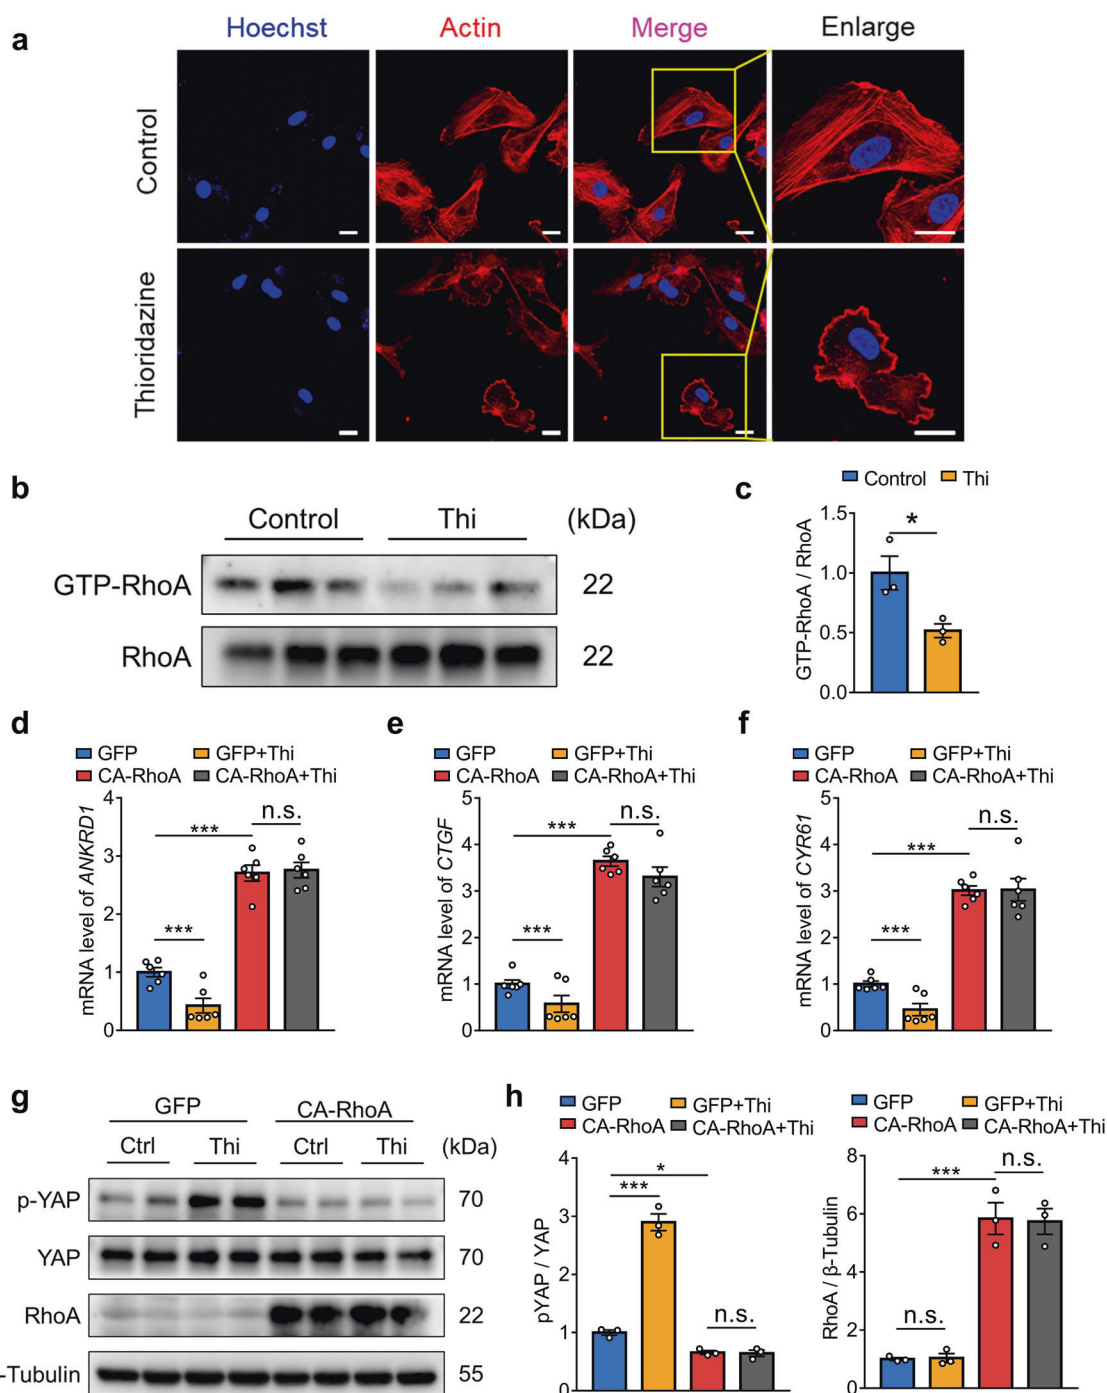 a
Hoechst Actin Merge Enlarge
Control
Thioridazine
b
Control Thi (kDa)
GTP-RhoA 22
RhoA 22
c
Control Thi
GTP-RhoA / RhoA
1.5
1.0
0.5
0.0
*
d
GFP GFP+Thi
CA-RhoA CA-RhoA+Thi
mRNA level of ANKRD1
4
3
2
1
0
***
***
n.s.
e
GFP GFP+Thi
CA-RhoA CA-RhoA+Thi
mRNA level of CTGF
5
4
3
2
1
0
***
***
n.s.
f
GFP GFP+Thi
CA-RhoA CA-RhoA+Thi
mRNA level of CYR61
5
4
3
2
1
0
***
***
n.s.
g
GFP CA-RhoA
Ctrl Thi Ctrl Thi (kDa)
p-YAP 70
YAP 70
RhoA 22
-Tubulin 55
h
GFP GFP+Thi
CA-RhoA CA-RhoA+Thi
pYAP / YAP
4
3
2
1
0
*
***
n.s.
GFP GFP+Thi
CA-RhoA CA-RhoA+Thi
RhoA / β-Tubulin
8
6
4
2
0
***
n.s.
n.s.